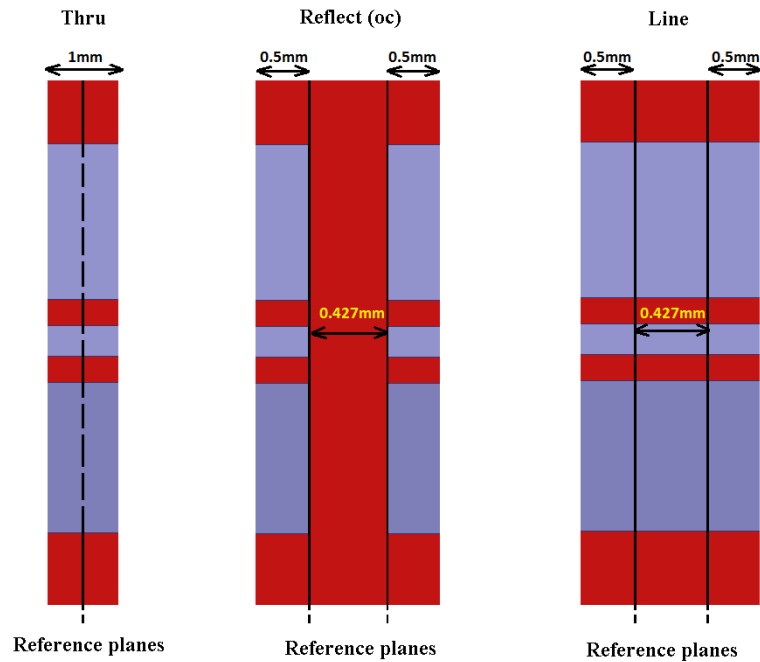 Thru
Reflect (oc)
Line
1mm
0.5mm
0.5mm
0.5mm
0.5mm
0.427mm
0.427mm
Reference planes
Reference planes
Reference planes